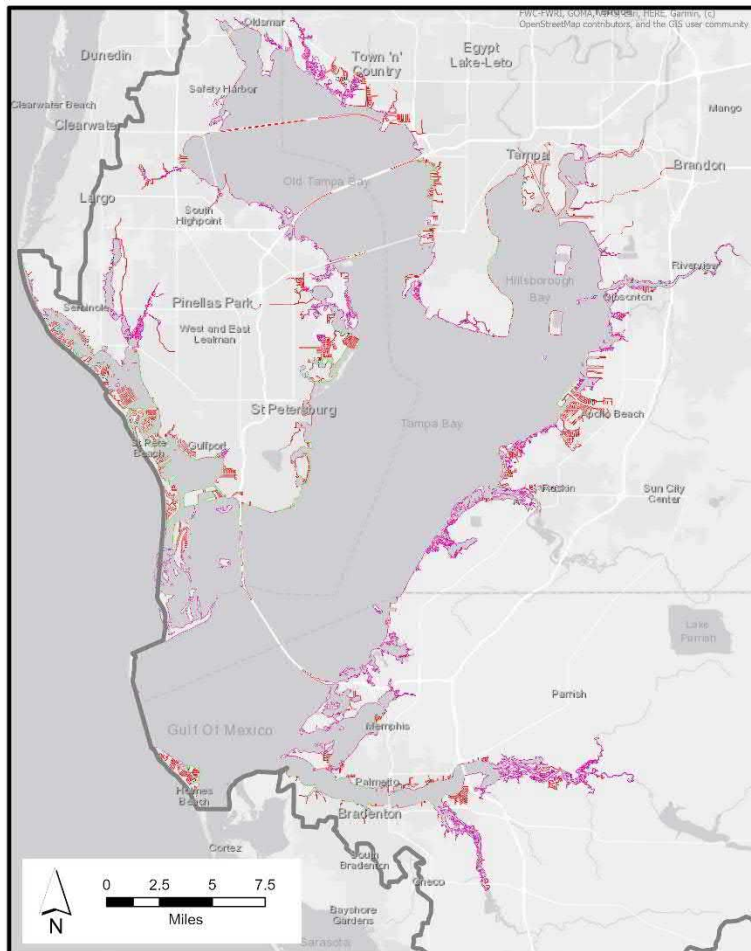 FWC-FWRI, GOMA, VHS, Esri, HERE, Garmin, (c)
OpenStreetMap contributors, and the GIS user community
Oldsmar
Dunedin
Town 'n'
Country
Egypt
Lake-Leto
Safety Harbor
Clearwater Beach
Clearwater
Mango
Tampa
Brandon
Old Tampa Bay
Largo
South
Highpoint
Hillsborough
Bay
Riverview
Gibsonton
Seminole
Pinellas Park
West and East
Lealman
St Petersburg
Tampa Bay
Apollo Beach
St Pete
Beach
Gulfport
Ruskin
Sun City
Center
Lake
Parrish
Parrish
Gulf Of Mexico
Memphis
Palmetto
Holmes
Beach
Bradenton
Cortez
South
Bradenton
Oneco
Bayshore
Gardens
Sarasota
N
0 2.5 5 7.5
Miles